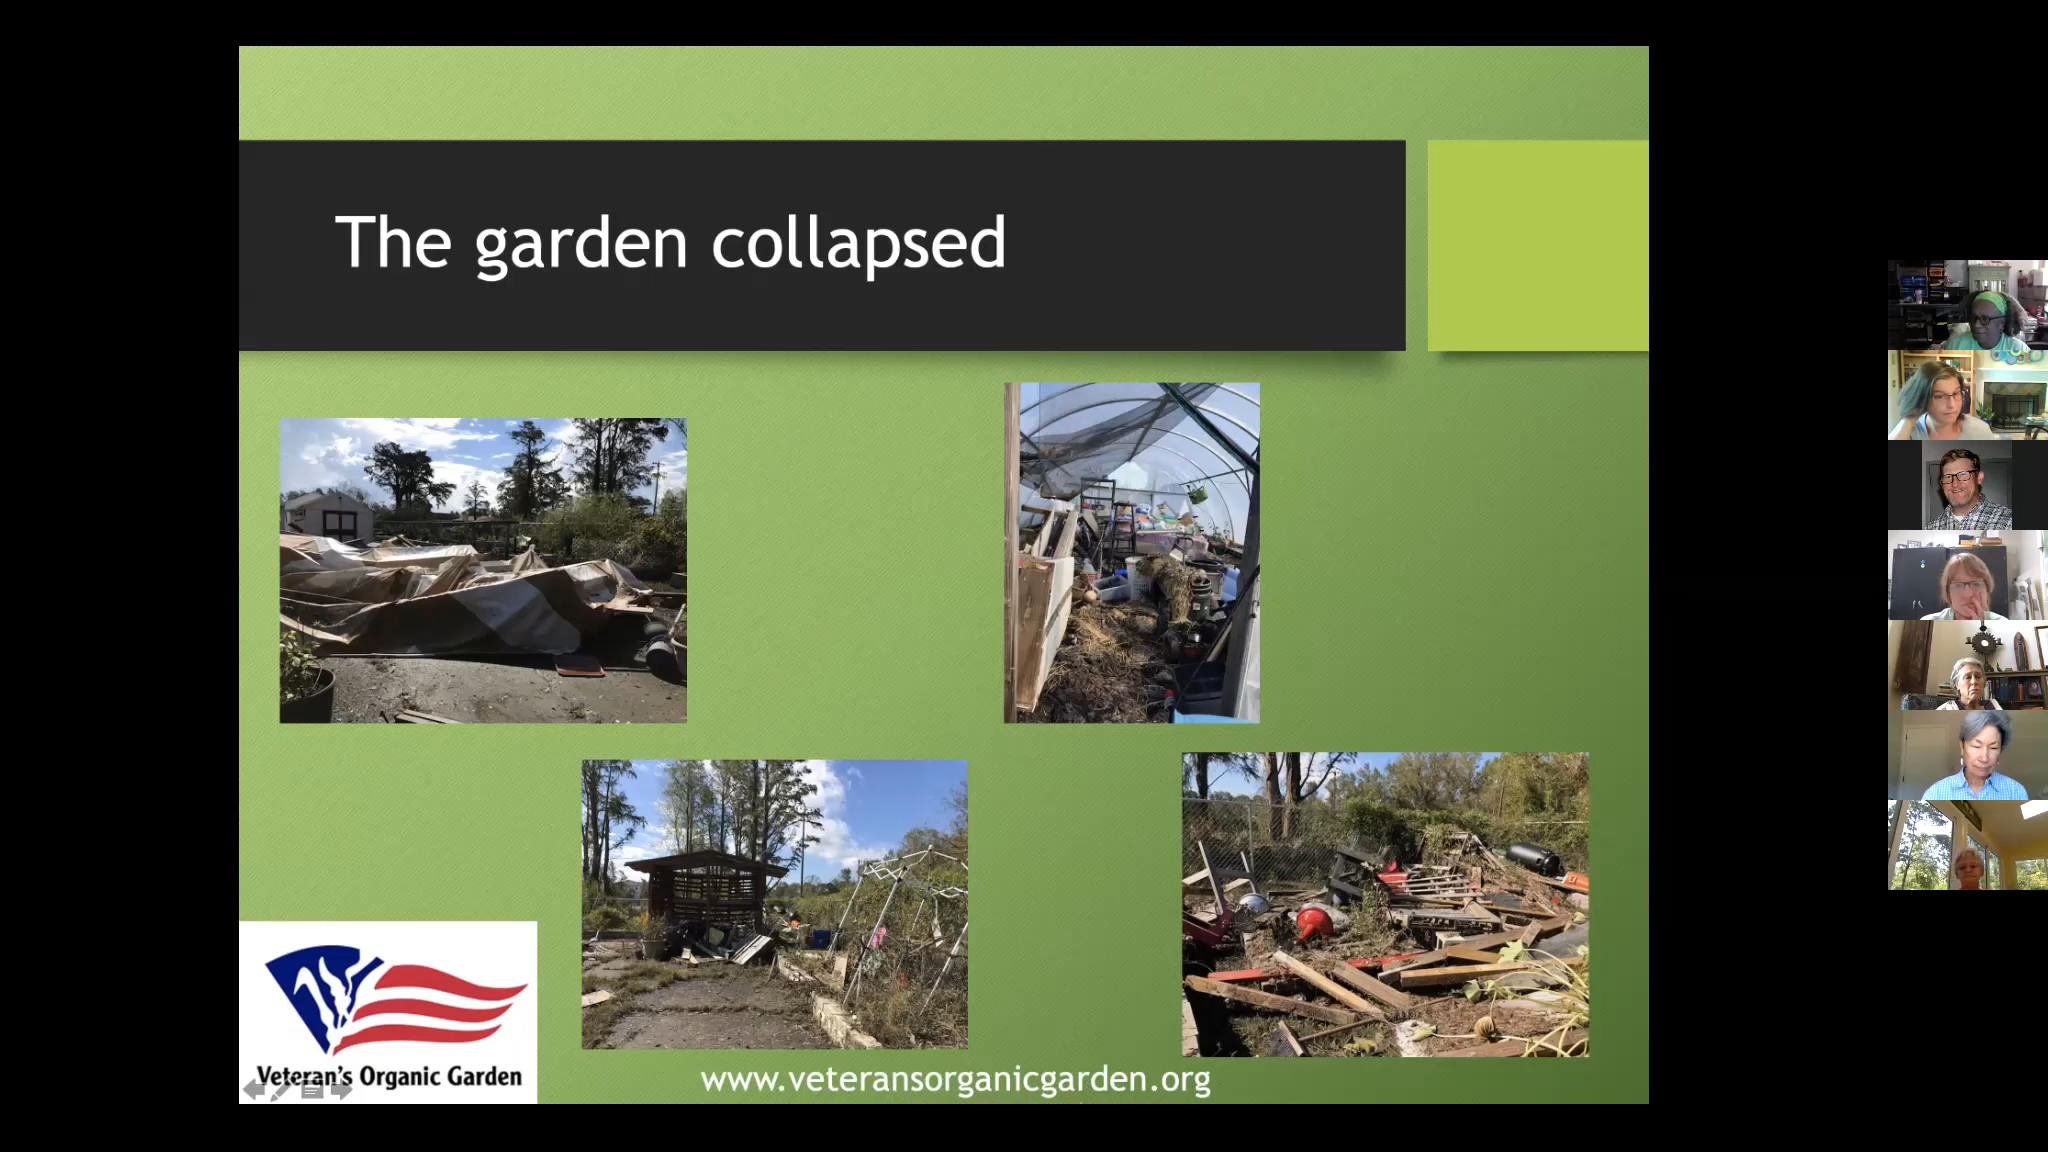 The garden collapsed
Veteran's Organic Garden
www.veteransorganicgarden.org